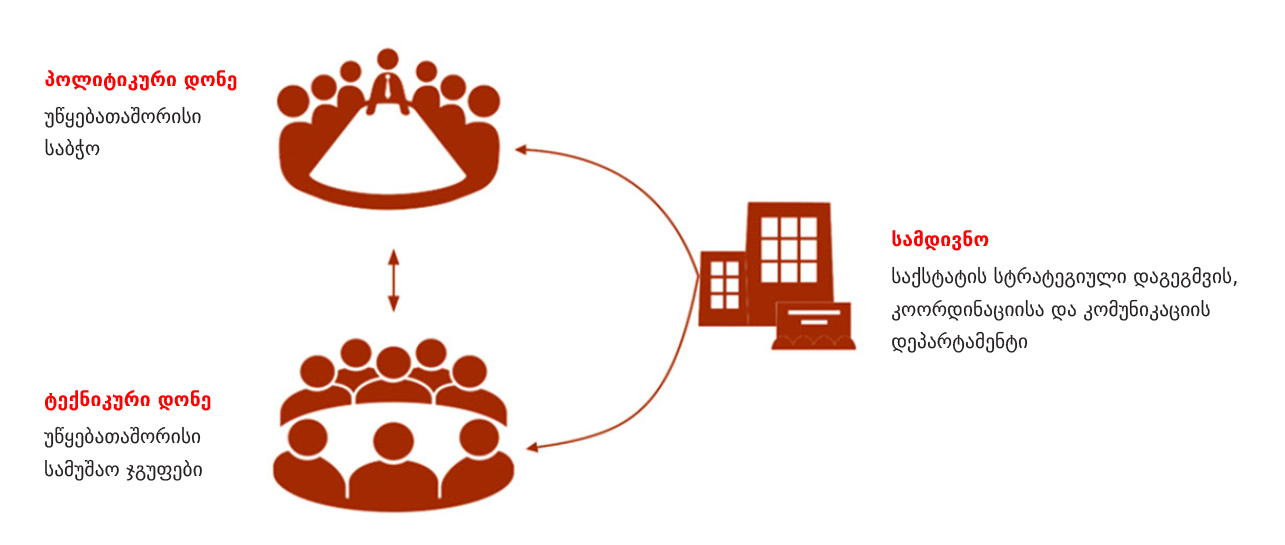 პოლიტიკური დონე
უწყებათაშორისი
საბჭო
სამდივნო
საქსტატის სტრატეგიული დაგეგმვის,
კოორდინაციისა და კომუნიკაციის
დეპარტამენტი
ტექნიკური დონე
უწყებათაშორისი
სამუშაო ჯგუფები